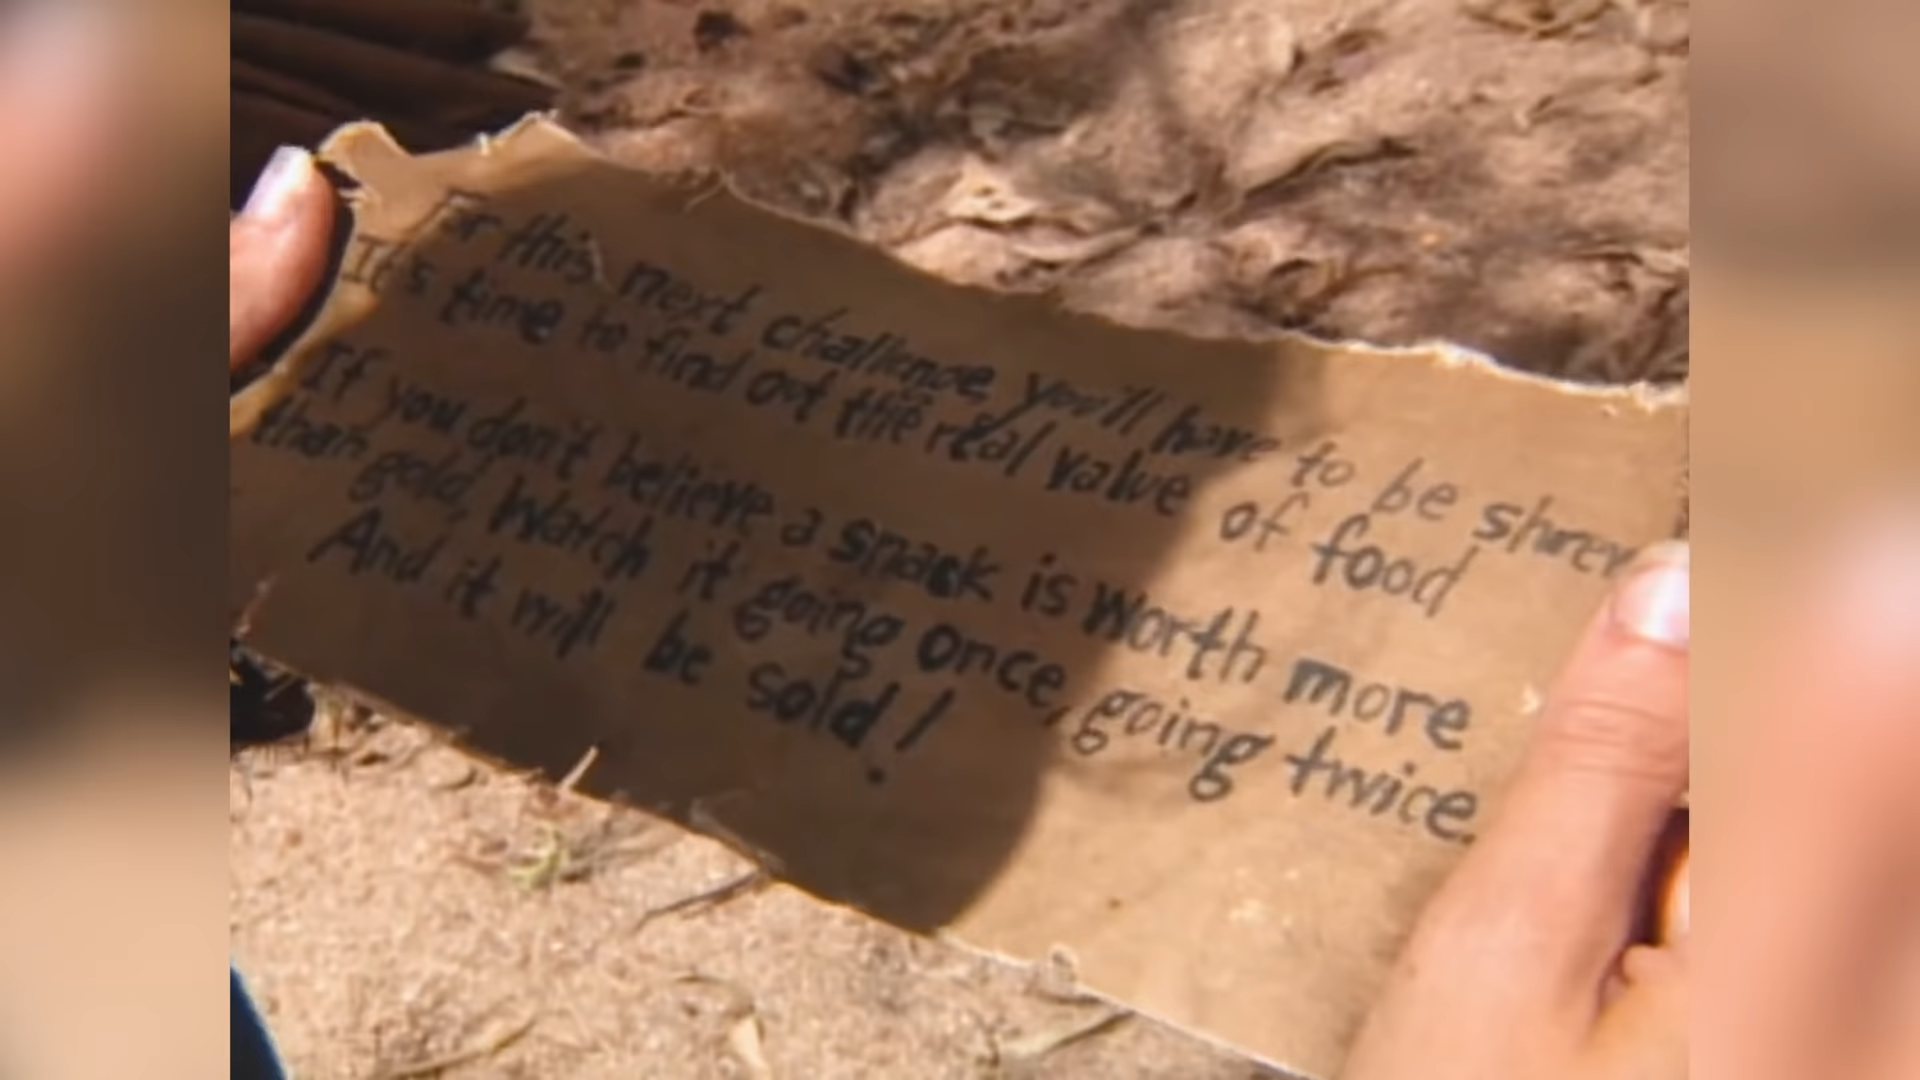 For this next challenge, you'll have to be shrew
It's time to find out the real value of food
If you don't believe a snack is worth more
than gold, Watch it going once, going twice.
And it will be sold!